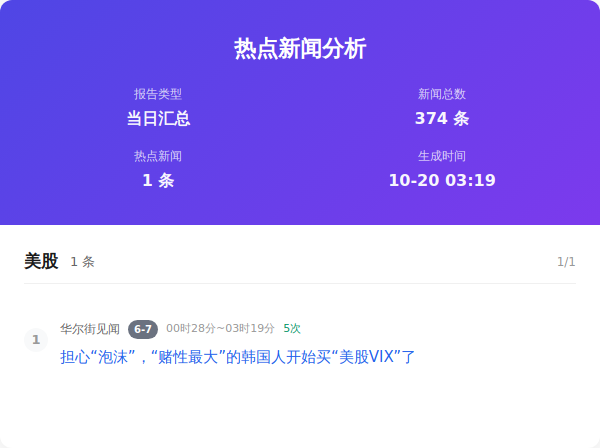 热点新闻分析
报告类型
新闻总数
当日汇总
374 条
热点新闻
生成时间
1 条
10-20 03:19
美股 1 条 1/1
1 华尔街见闻 6-7 00时28分~03时19分 5次
担心“泡沫”，“赌性最大”的韩国人开始买“美股VIX”了